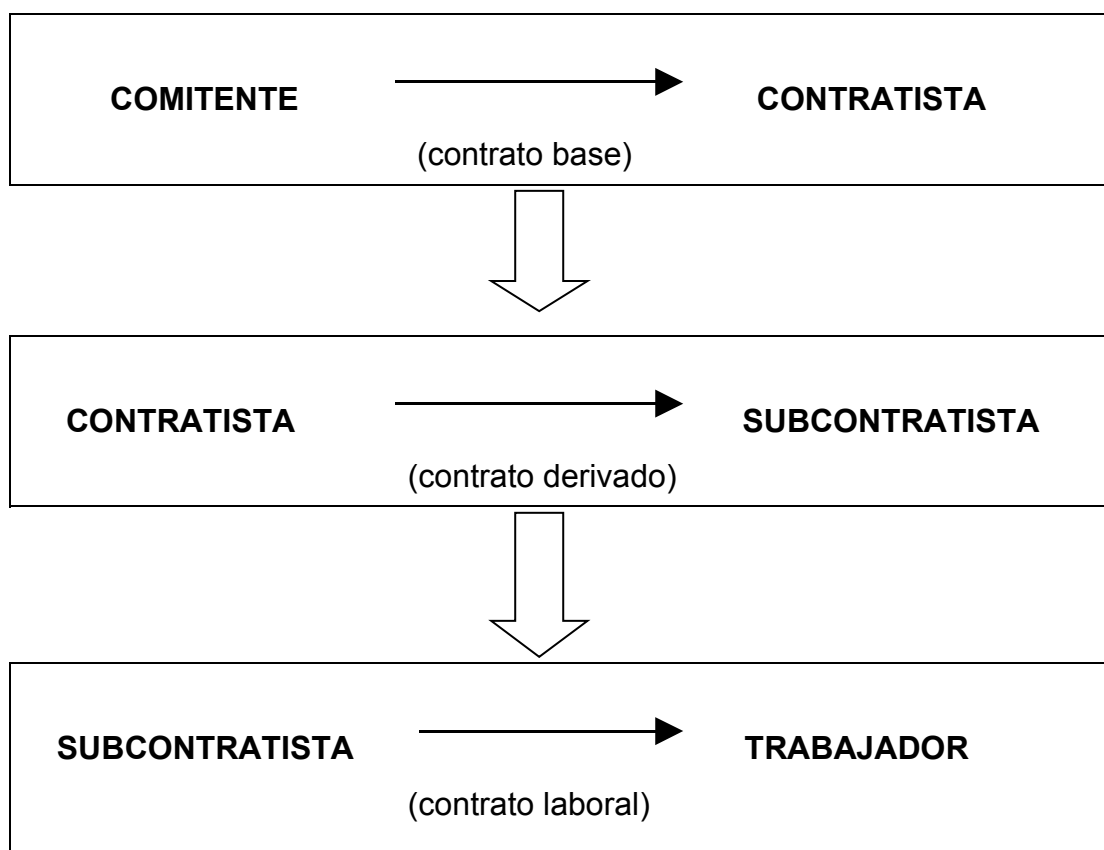 COMITENTE CONTRATISTA
(contrato base)
CONTRATISTA SUBCONTRATISTA
(contrato derivado)
SUBCONTRATISTA TRABAJADOR
(contrato laboral)